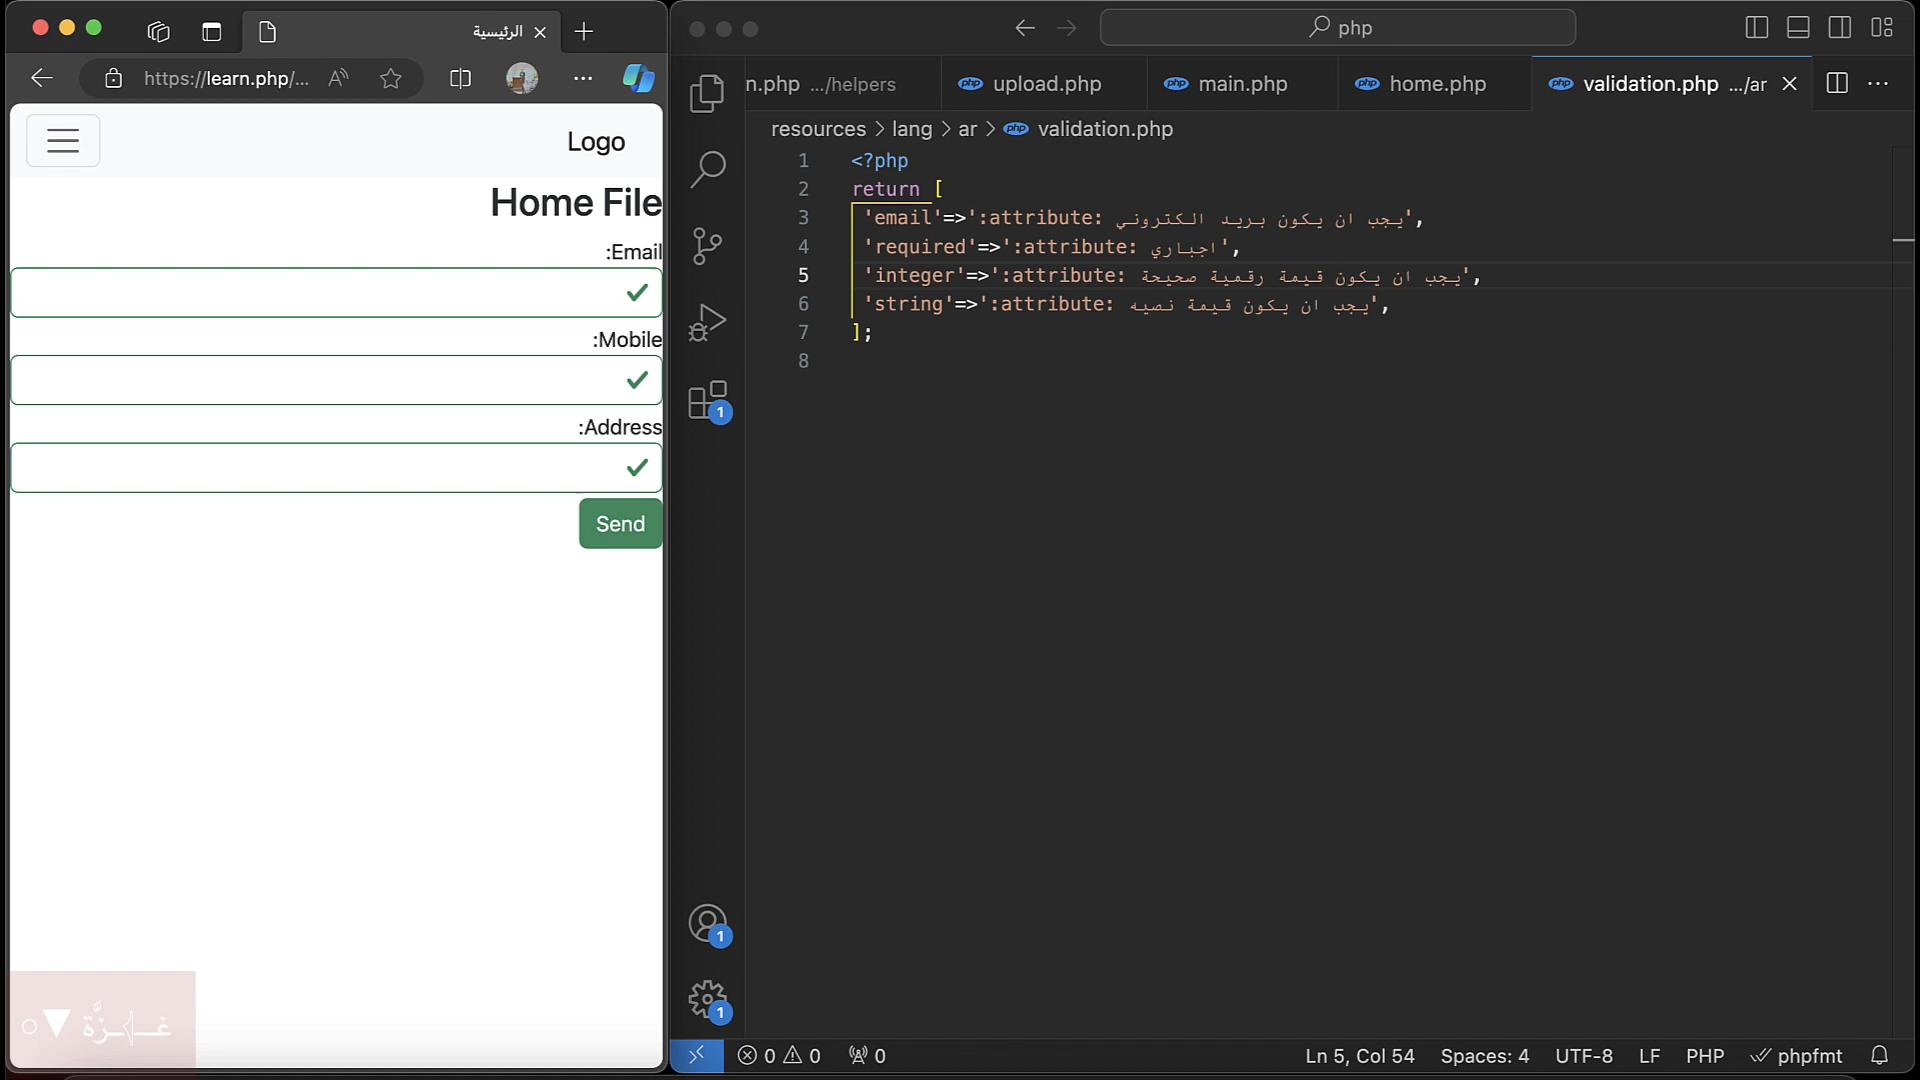 الرئيسية
https://learn.php/...
Logo
Home File
Email:
Mobile:
Address:
Send
غـزَّة
php
n.php .../helpers
upload.php
main.php
home.php
validation.php .../ar
resources > lang > ar > validation.php
1 <?php
2 return [
3 'email'=>':attribute: يجب ان يكون بريد الكتروني',
4 'required'=>':attribute: اجباري',
5 'integer'=>':attribute: يجب ان يكون قيمة رقمية صحيحة',
6 'string'=>':attribute: يجب ان يكون قيمة نصيه',
7 ];
8
1
1
1
0 0 0
Ln 5, Col 54 Spaces: 4 UTF-8 LF PHP phpfmt